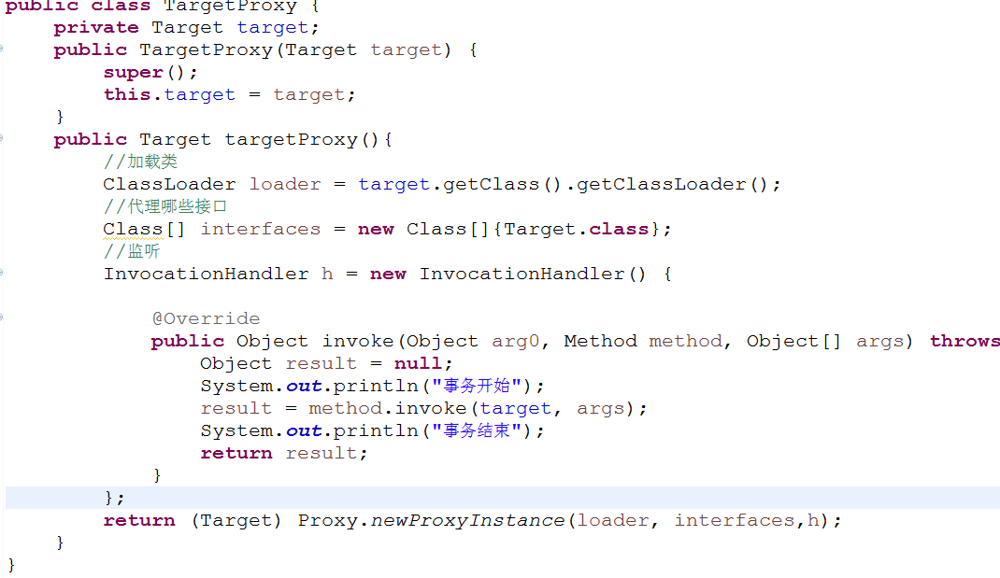 public class TargetProxy {
    private Target target;
    public TargetProxy(Target target) {
        super();
        this.target = target;
    }
    public Target targetProxy(){
        //加载类
        ClassLoader loader = target.getClass().getClassLoader();
        //代理哪些接口
        Class[] interfaces = new Class[]{Target.class};
        //监听
        InvocationHandler h = new InvocationHandler() {
            @Override
            public Object invoke(Object arg0, Method method, Object[] args) throws
                Object result = null;
                System.out.println("事务开始");
                result = method.invoke(target, args);
                System.out.println("事务结束");
                return result;
            }
        };
        return (Target) Proxy.newProxyInstance(loader, interfaces,h);
    }
}